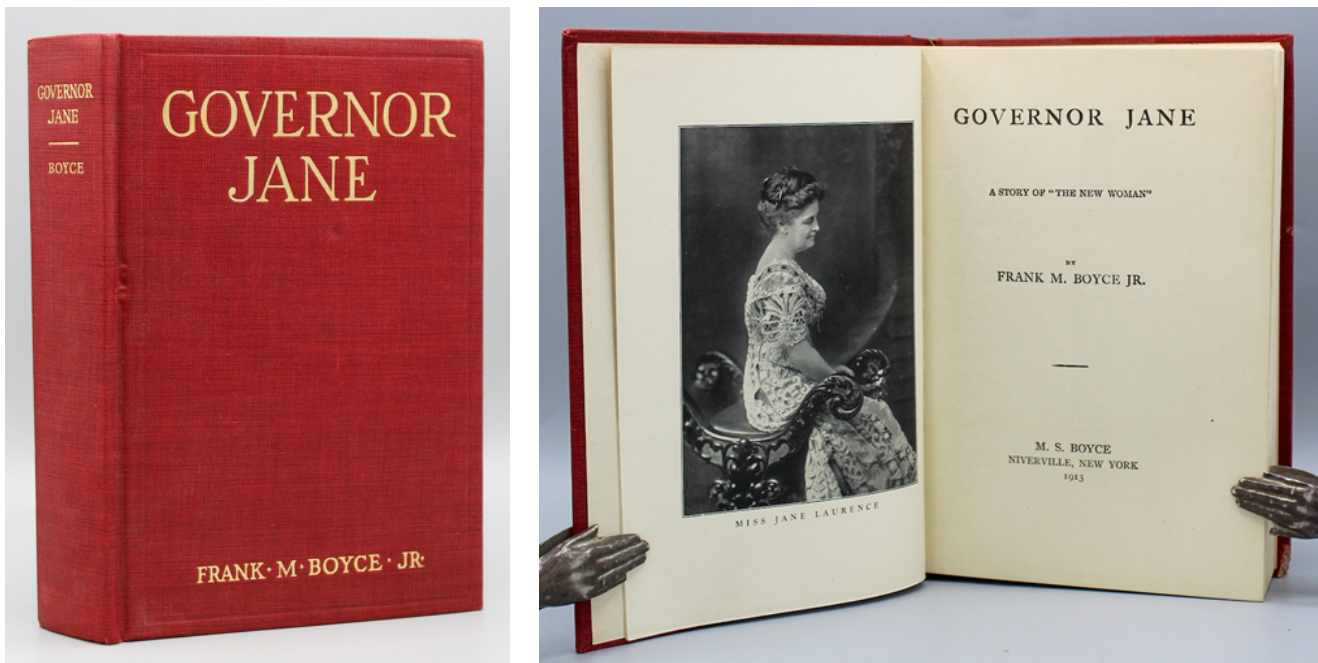 GOVERNOR
JANE
BOYCE
GOVERNOR
JANE
FRANK·M·BOYCE·JR·
MISS JANE LAURENCE
GOVERNOR JANE
A STORY OF "THE NEW WOMAN"
BY
FRANK M. BOYCE JR.
M. S. BOYCE
NIVERVILLE, NEW YORK
1913